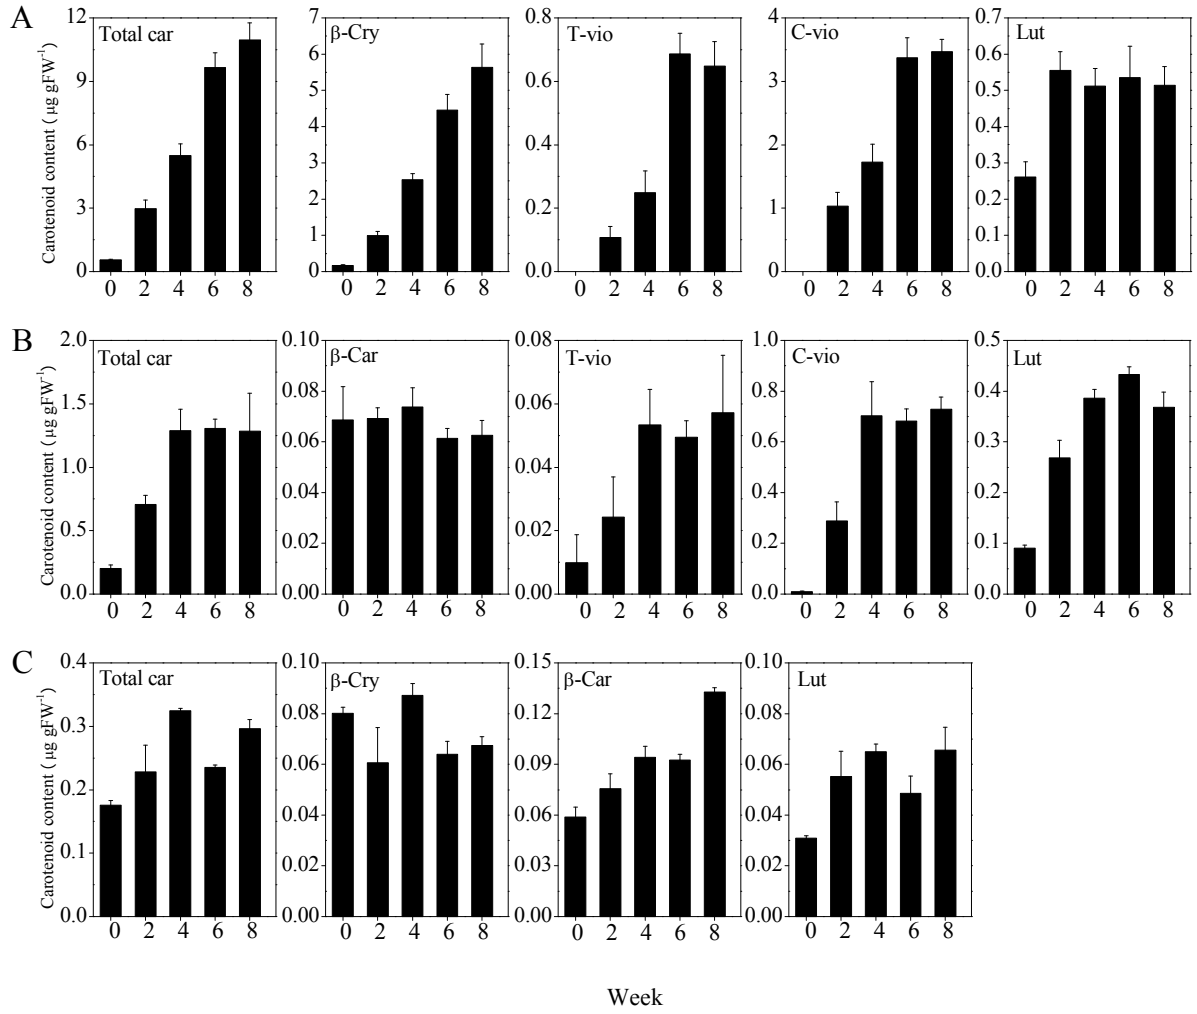 A
Carotenoid content ( μg gFW-1)
Total car
12
9
6
3
0
0 2 4 6 8
β-Cry
7
6
5
4
3
2
1
0
0 2 4 6 8
T-vio
0.8
0.6
0.4
0.2
0.0
0 2 4 6 8
C-vio
4
3
2
1
0
0 2 4 6 8
Lut
0.7
0.6
0.5
0.4
0.3
0.2
0.1
0.0
0 2 4 6 8
B
Carotenoid content ( μg gFW-1)
Total car
2.0
1.5
1.0
0.5
0.0
0 2 4 6 8
β-Car
0.10
0.08
0.06
0.04
0.02
0.00
0 2 4 6 8
T-vio
0.08
0.06
0.04
0.02
0.00
0 2 4 6 8
C-vio
1.0
0.8
0.6
0.4
0.2
0.0
0 2 4 6 8
Lut
0.5
0.4
0.3
0.2
0.1
0.0
0 2 4 6 8
C
Carotenoid content ( μg gFW-1)
Total car
0.4
0.3
0.2
0.1
0.0
0 2 4 6 8
β-Cry
0.10
0.08
0.06
0.04
0.02
0.00
0 2 4 6 8
β-Car
0.15
0.12
0.09
0.06
0.03
0.00
0 2 4 6 8
Lut
0.10
0.08
0.06
0.04
0.02
0.00
0 2 4 6 8
Week